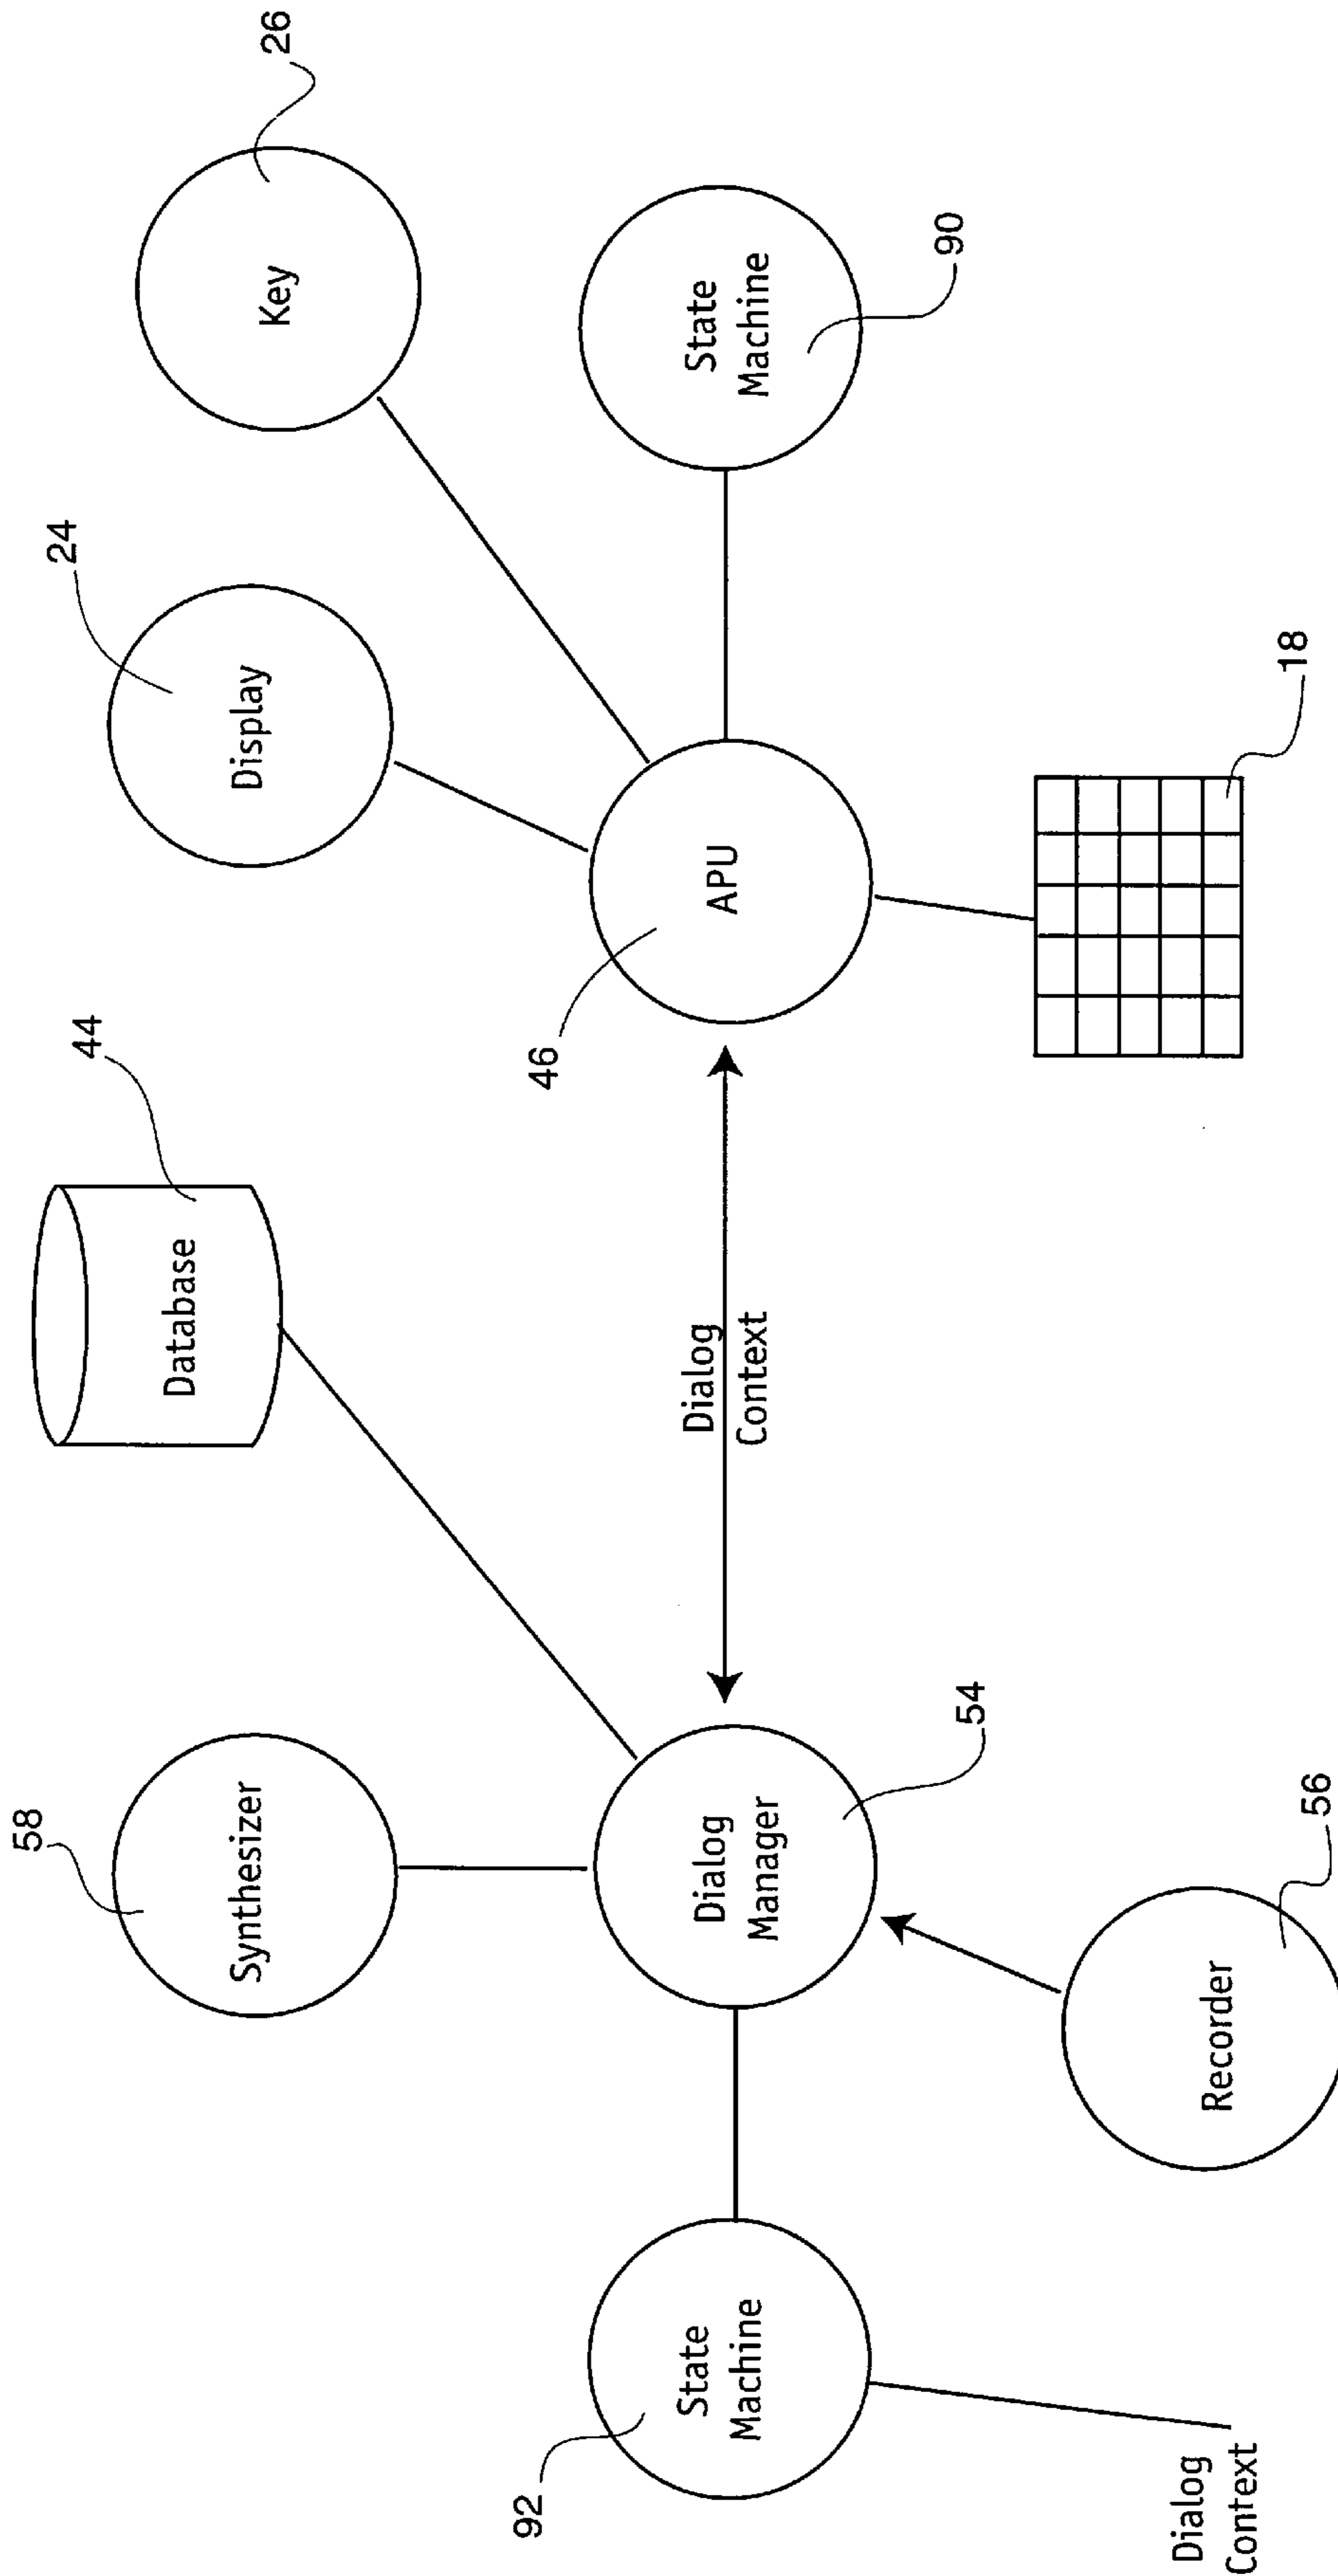 58
Synthesizer
44
Database
24
Display
Key
26
92
State
Machine
Dialog
Manager
54
Dialog
Context
46
APU
State
Machine
90
Recorder
56
18
Dialog
Context